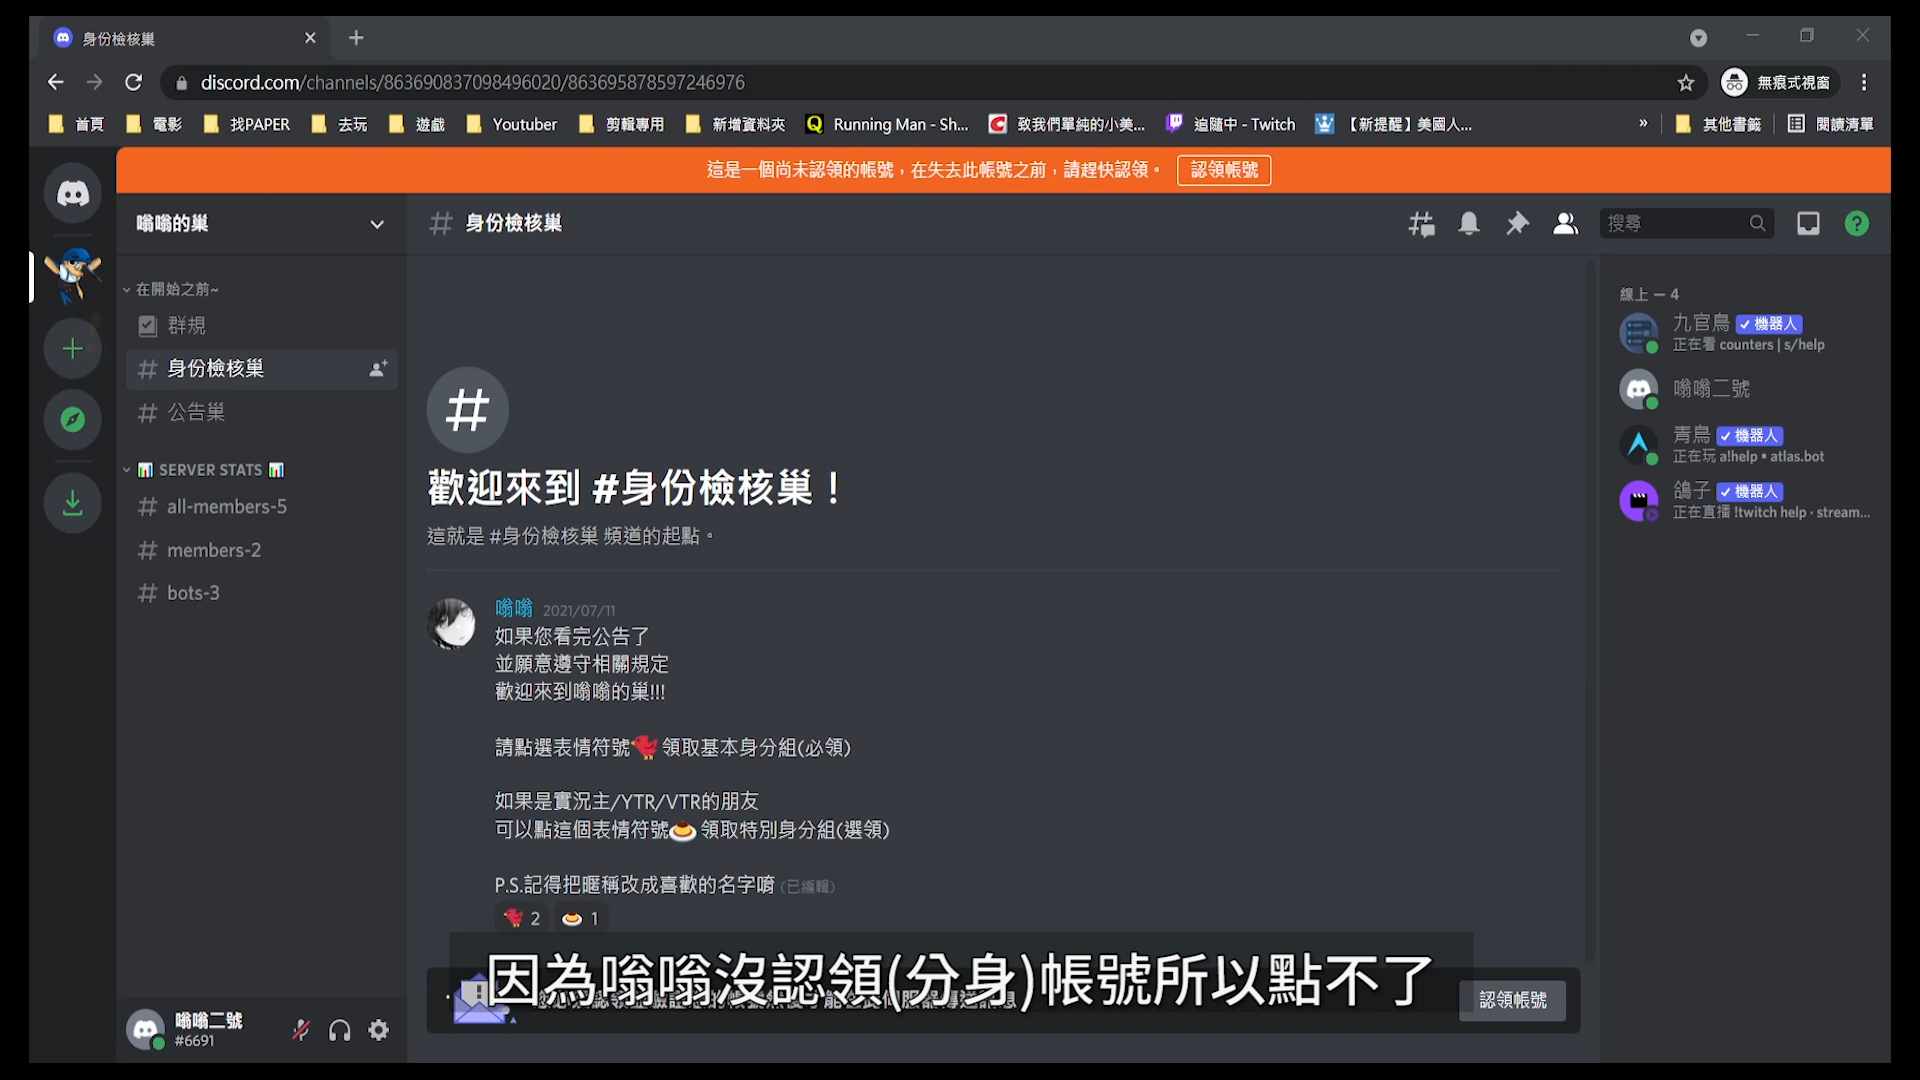 身份檢核巢
discord.com/channels/863690837098496020/863695878597246976
無痕式視窗
首頁 電影 找PAPER 去玩 遊戲 Youtuber 剪輯專用 新增資料夾 Running Man - Sh... 致我們單純的小美... 追隨中 - Twitch 【新提醒】美國人... » 其他書籤 閱讀清單
這是一個尚未認領的帳號,在失去此帳號之前,請趕快認領。 認領帳號
嗡嗡的巢
# 身份檢核巢
搜尋
在開始之前~
群規
# 身份檢核巢
# 公告巢
SERVER STATS
# all-members-5
# members-2
# bots-3
嗡嗡二號
#6691
#
歡迎來到 #身份檢核巢!
這就是 #身份檢核巢 頻道的起點。
嗡嗡 2021/07/11
如果您看完公告了
並願意遵守相關規定
歡迎來到嗡嗡的巢!!!
請點選表情符號🐦領取基本身分組(必領)
如果是實況主/YTR/VTR的朋友
可以點這個表情符號🍮領取特別身分組(選領)
P.S.記得把暱稱改成喜歡的名字唷 (已編輯)
2 1
因為嗡嗡沒認領(分身)帳號所以點不了
認領帳號
線上 — 4
九官鳥 ✓ 機器人
正在看 counters | s/help
嗡嗡二號
青鳥 ✓ 機器人
正在玩 a!help • atlas.bot
鴿子 ✓ 機器人
正在直播 !twitch help · stream...